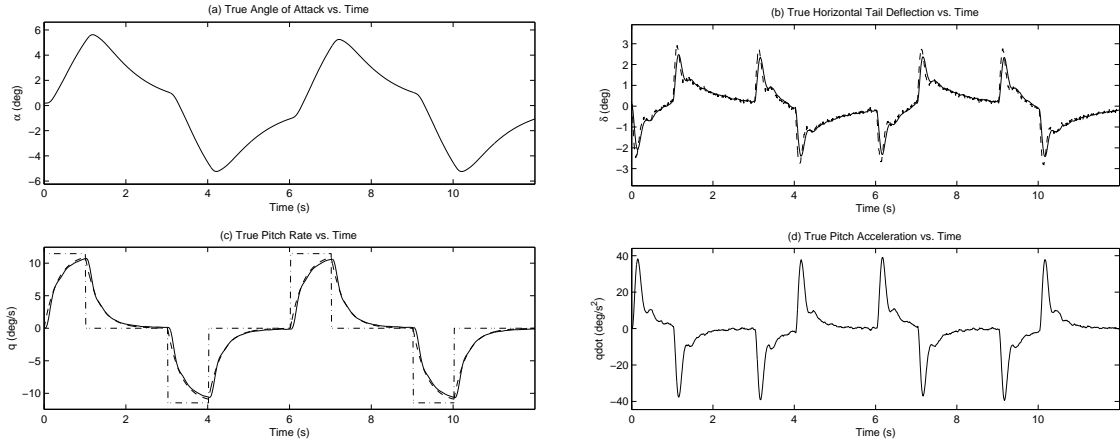 (a) True Angle of Attack vs. Time
α (deg)
6
4
2
0
−2
−4
−6
0 2 4 6 8 10
Time (s)
(b) True Horizontal Tail Deflection vs. Time
δ (deg)
3
2
1
0
−1
−2
−3
0 2 4 6 8 10
Time (s)
(c) True Pitch Rate vs. Time
q (deg/s)
10
5
0
−5
−10
0 2 4 6 8 10
Time (s)
(d) True Pitch Acceleration vs. Time
qdot (deg/s²)
40
20
0
−20
−40
0 2 4 6 8 10
Time (s)